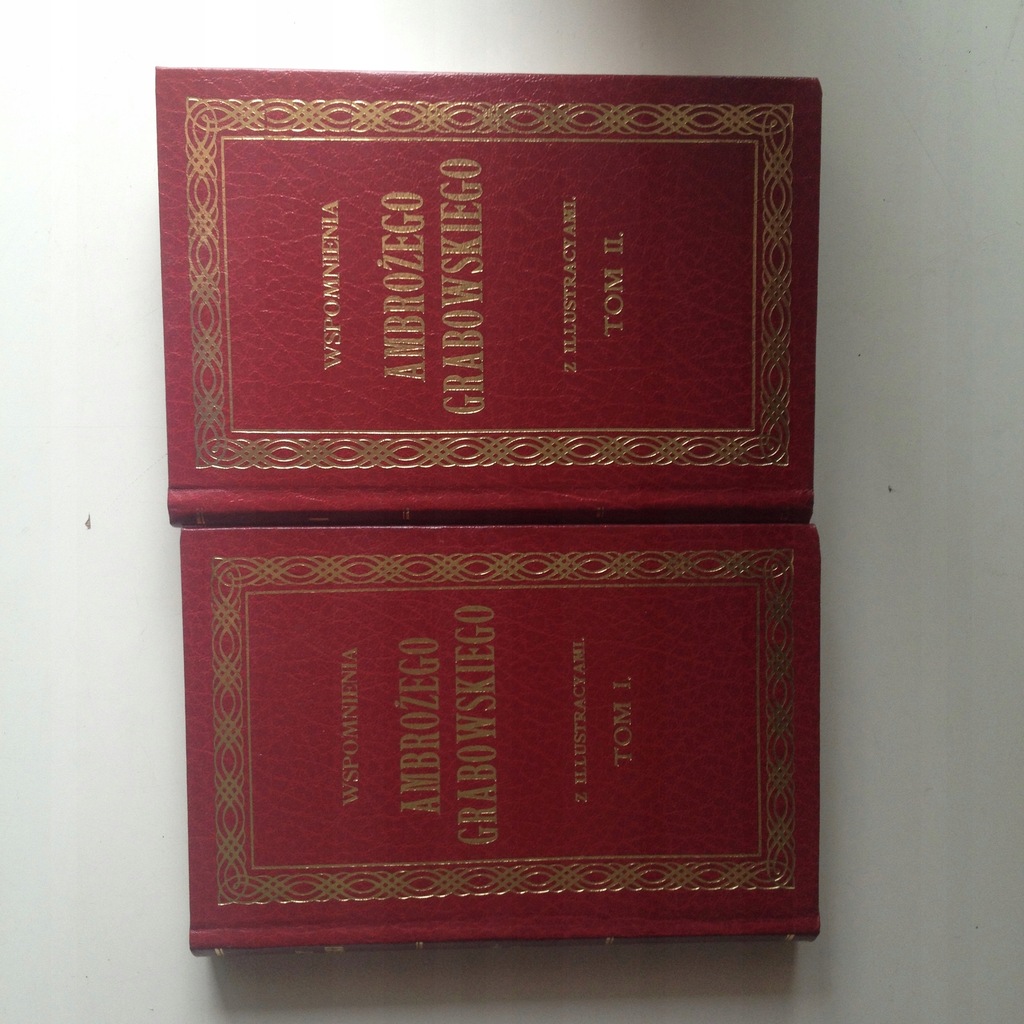 WSPOMNIENIA
AMBROŻEGO
GRABOWSKIEGO
Z ILLUSTRACYAMI.
TOM I.
WSPOMNIENIA
AMBROŻEGO
GRABOWSKIEGO
Z ILLUSTRACYAMI.
TOM II.